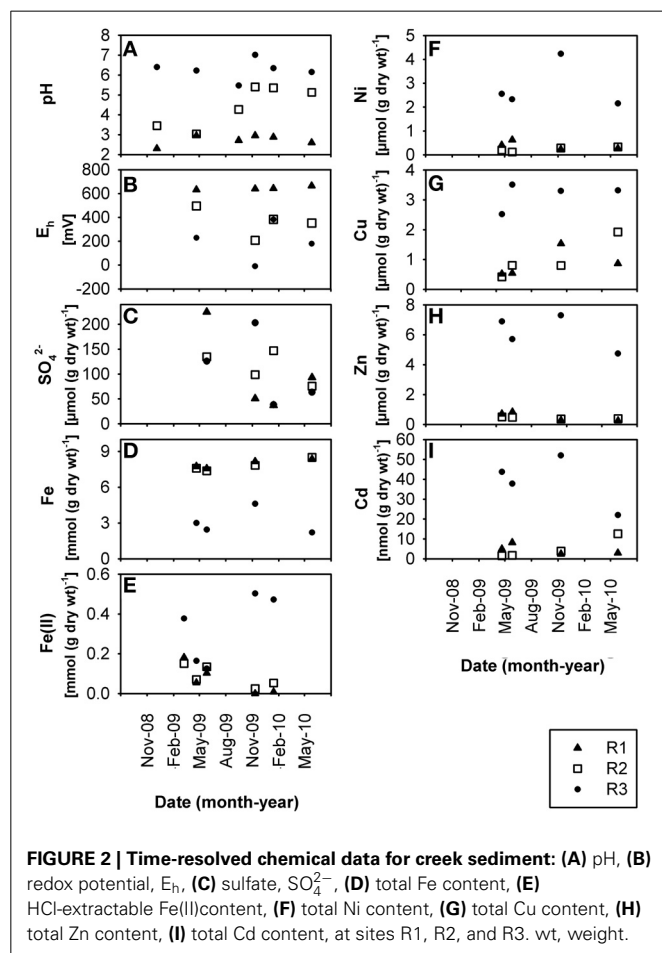 A
pH
8
7
6
5
4
3
2
B
Eh
[mV]
800
600
400
200
0
-200
C
SO₄²⁻
[µmol (g dry wt)⁻¹]
200
150
100
50
0
D
Fe
[mmol (g dry wt)⁻¹]
9
6
3
0
E
Fe(II)
[mmol (g dry wt)⁻¹]
0.6
0.4
0.2
0.0
Nov-08
Feb-09
May-09
Aug-09
Nov-09
Feb-10
May-10
Date (month-year)
F
Ni
[µmol (g dry wt)⁻¹]
5
4
3
2
1
0
G
Cu
[µmol (g dry wt)⁻¹]
4
3
2
1
0
H
Zn
[µmol (g dry wt)⁻¹]
8
6
4
2
0
I
Cd
[nmol (g dry wt)⁻¹]
60
50
40
30
20
10
0
Nov-08
Feb-09
May-09
Aug-09
Nov-09
Feb-10
May-10
Date (month-year)
R1
R2
R3
FIGURE 2 | Time-resolved chemical data for creek sediment: (A) pH, (B)
redox potential, Eₕ, (C) sulfate, SO₄²⁻, (D) total Fe content, (E)
HCl-extractable Fe(II)content, (F) total Ni content, (G) total Cu content, (H)
total Zn content, (I) total Cd content, at sites R1, R2, and R3. wt, weight.